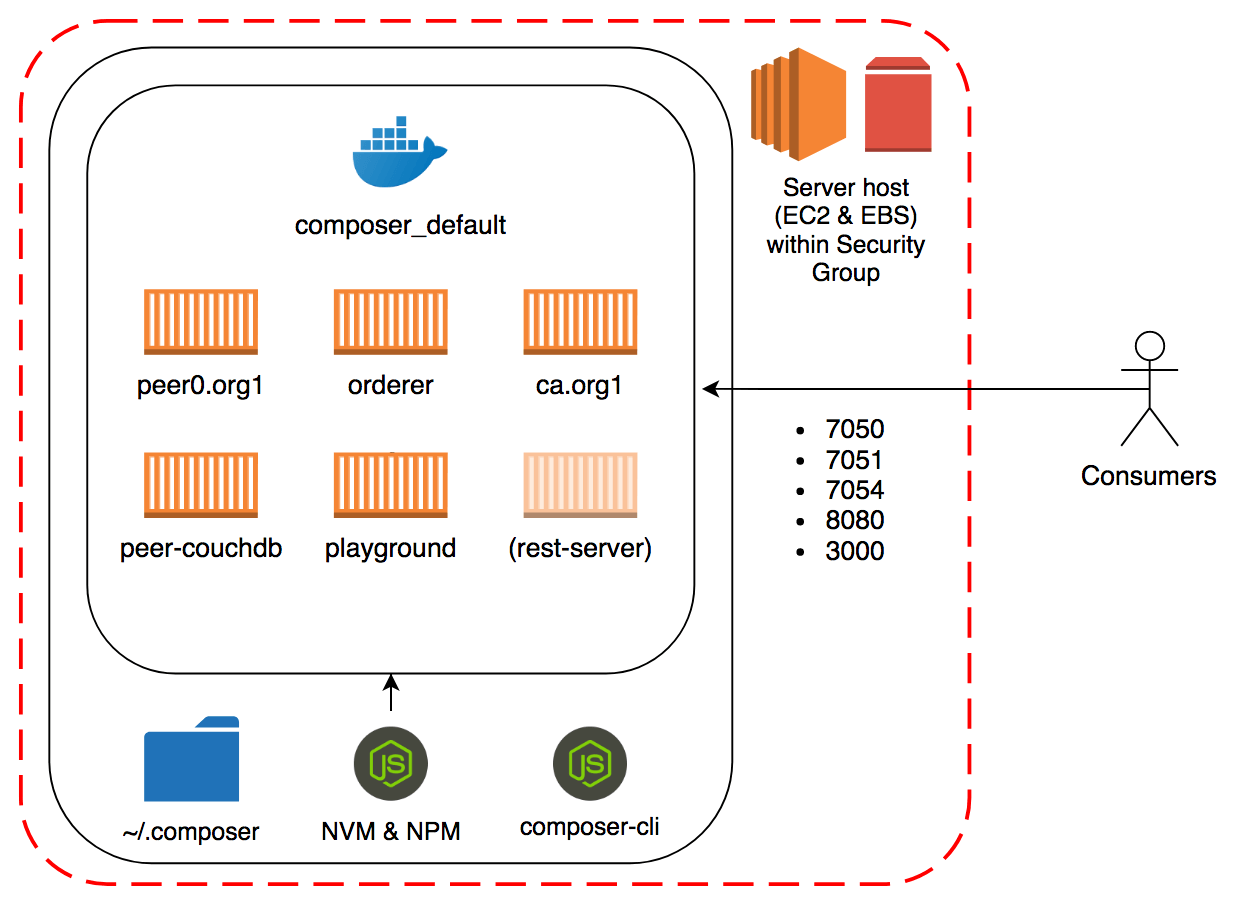 composer_default
Server host
(EC2 & EBS)
within Security
Group
peer0.org1
orderer
ca.org1
peer-couchdb
playground
(rest-server)
• 7050
• 7051
• 7054
• 8080
• 3000
Consumers
JS
JS
~/.composer
NVM & NPM
composer-cli